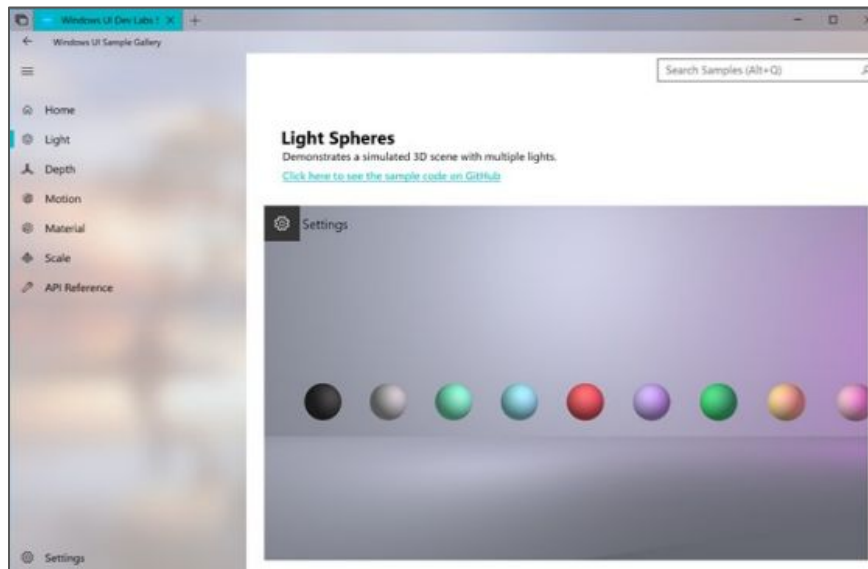 Windows UI Dev Labs
Windows UI Sample Gallery
Search Samples (Alt+Q)
Home
Light
Depth
Motion
Material
Scale
API Reference
Settings
Light Spheres
Demonstrates a simulated 3D scene with multiple lights.
Click here to see the sample code on GitHub
Settings